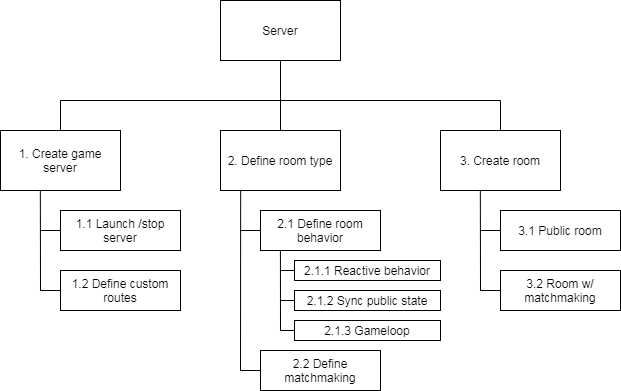 Server
1. Create game
server
1.1 Launch /stop
server
1.2 Define custom
routes
2. Define room type
2.1 Define room
behavior
2.1.1 Reactive behavior
2.1.2 Sync public state
2.1.3 Gameloop
2.2 Define
matchmaking
3. Create room
3.1 Public room
3.2 Room w/
matchmaking